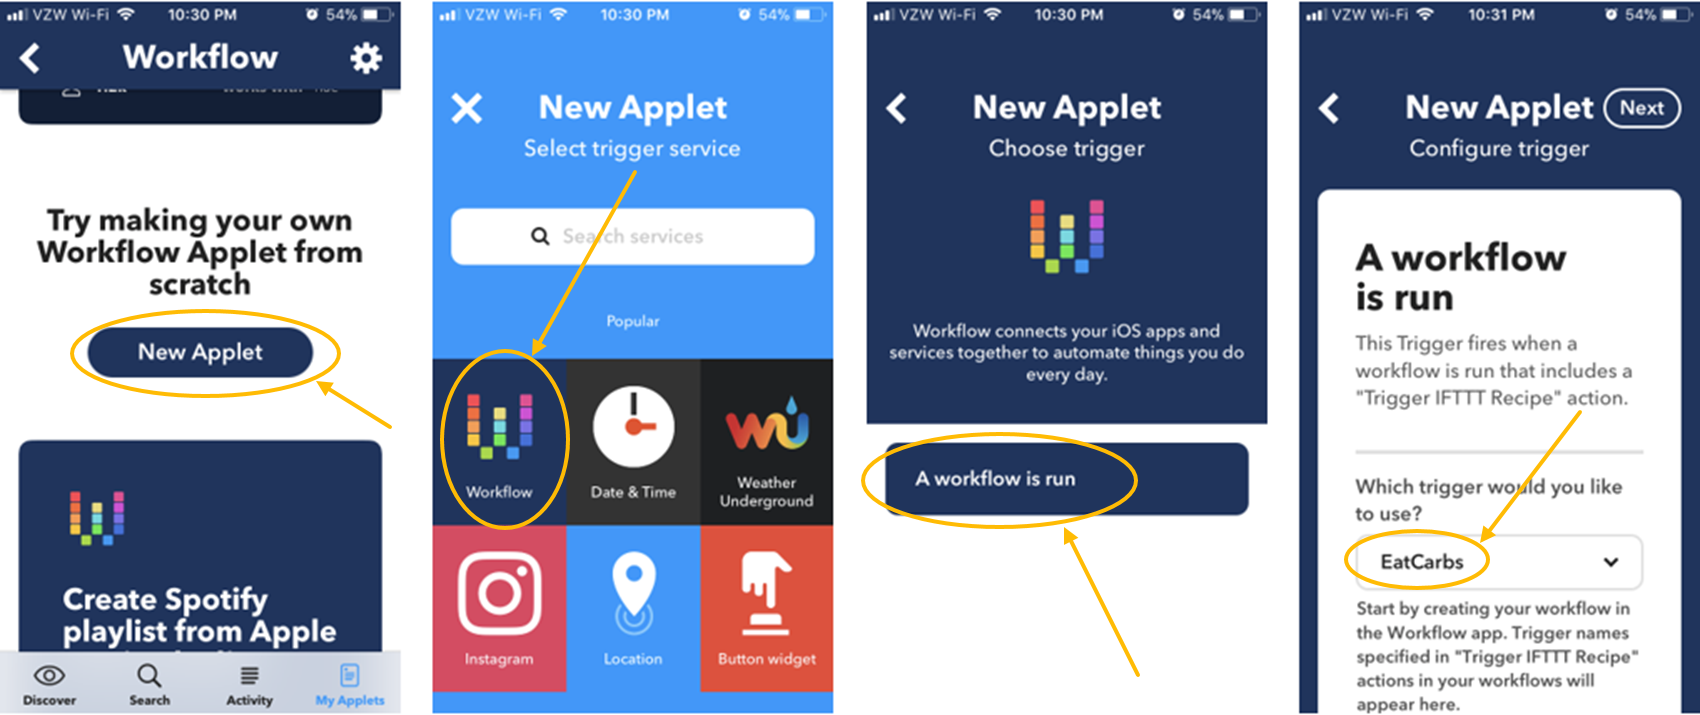 VZW Wi-Fi 10:30 PM 54%
Workflow
works with
Try making your own
Workflow Applet from
scratch
New Applet
Create Spotify
playlist from Apple
Discover Search Activity My Applets
VZW Wi-Fi 10:30 PM 54%
New Applet
Select trigger service
Search services
Popular
Workflow
Date & Time
Weather
Underground
Instagram
Location
Button widget
VZW Wi-Fi 10:30 PM 54%
New Applet
Choose trigger
Workflow connects your iOS apps and
services together to automate things you do
every day.
A workflow is run
VZW Wi-Fi 10:31 PM 54%
New Applet Next
Configure trigger
A workflow
is run
This Trigger fires when a
workflow is run that includes a
"Trigger IFTTT Recipe" action.
Which trigger would you like
to use?
EatCarbs
Start by creating your workflow in
the Workflow app. Trigger names
specified in "Trigger IFTTT Recipe"
actions in your workflows will
appear here.